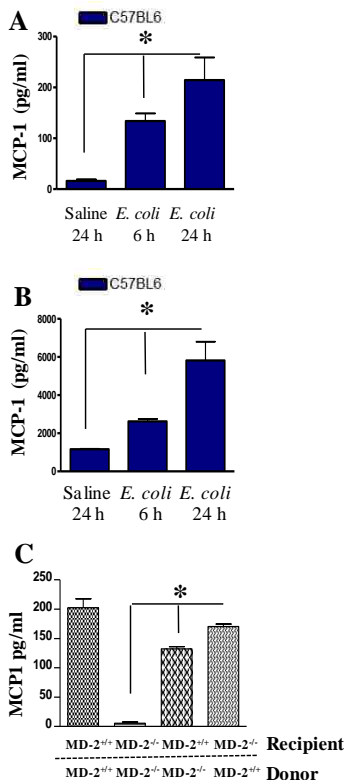 A
C57BL6
*
MCP-1 (pg/ml)
300
200
100
0
Saline E. coli E. coli
24 h 6 h 24 h
B
C57BL6
*
MCP-1 (pg/ml)
8000
6000
4000
2000
0
Saline E. coli E. coli
24 h 6 h 24 h
C
*
MCP1 pg/ml
250
200
150
100
50
0
MD-2+/+ MD-2-/- MD-2+/+ MD-2-/- Recipient
MD-2+/+ MD-2-/- MD-2-/- MD-2+/+ Donor